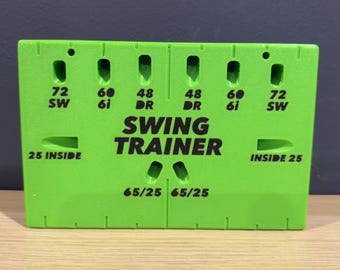 72 60 48 48 60 72
SW 6i DR DR 6i SW
SWING
TRAINER
25 INSIDE INSIDE 25
65/25 65/25